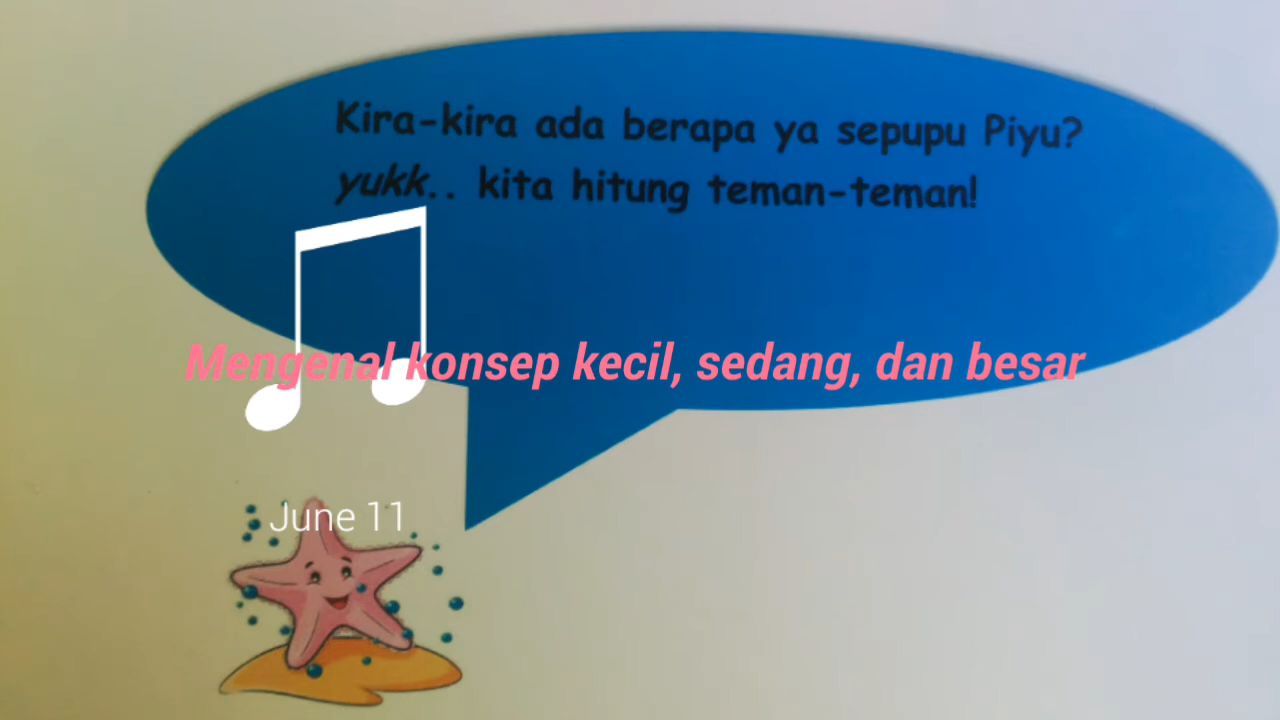 Kira-kira ada berapa ya sepupu Piyu?
yukk.. kita hitung teman-teman!
Mengenal konsep kecil, sedang, dan besar
June 11